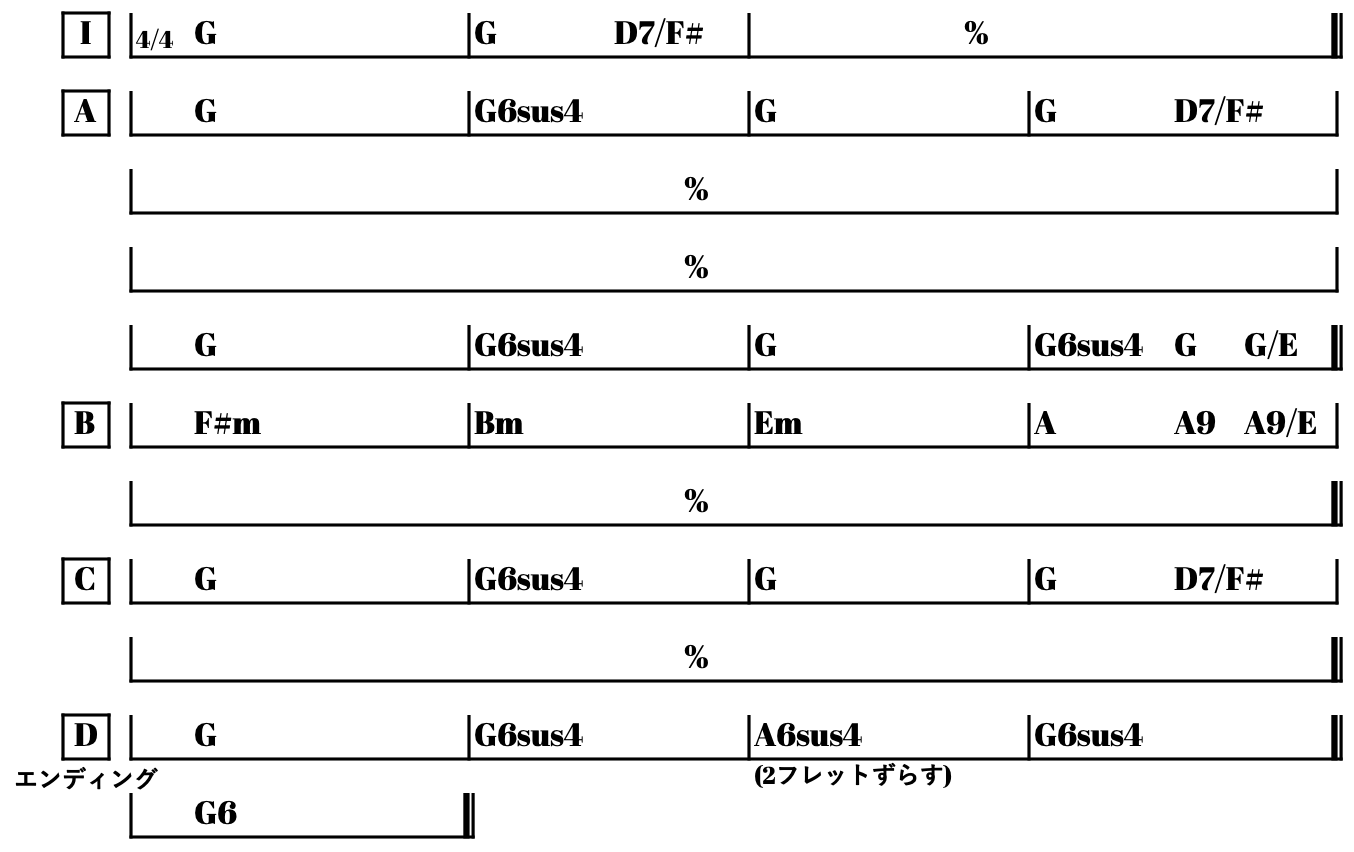 I 4/4 G G D7/F# %
A G G6sus4 G G D7/F#
%
%
G G6sus4 G G6sus4 G G/E
B F#m Bm Em A A9 A9/E
%
C G G6sus4 G G D7/F#
%
D G G6sus4 A6sus4 G6sus4
エンディング (2フレットずらす)
G6